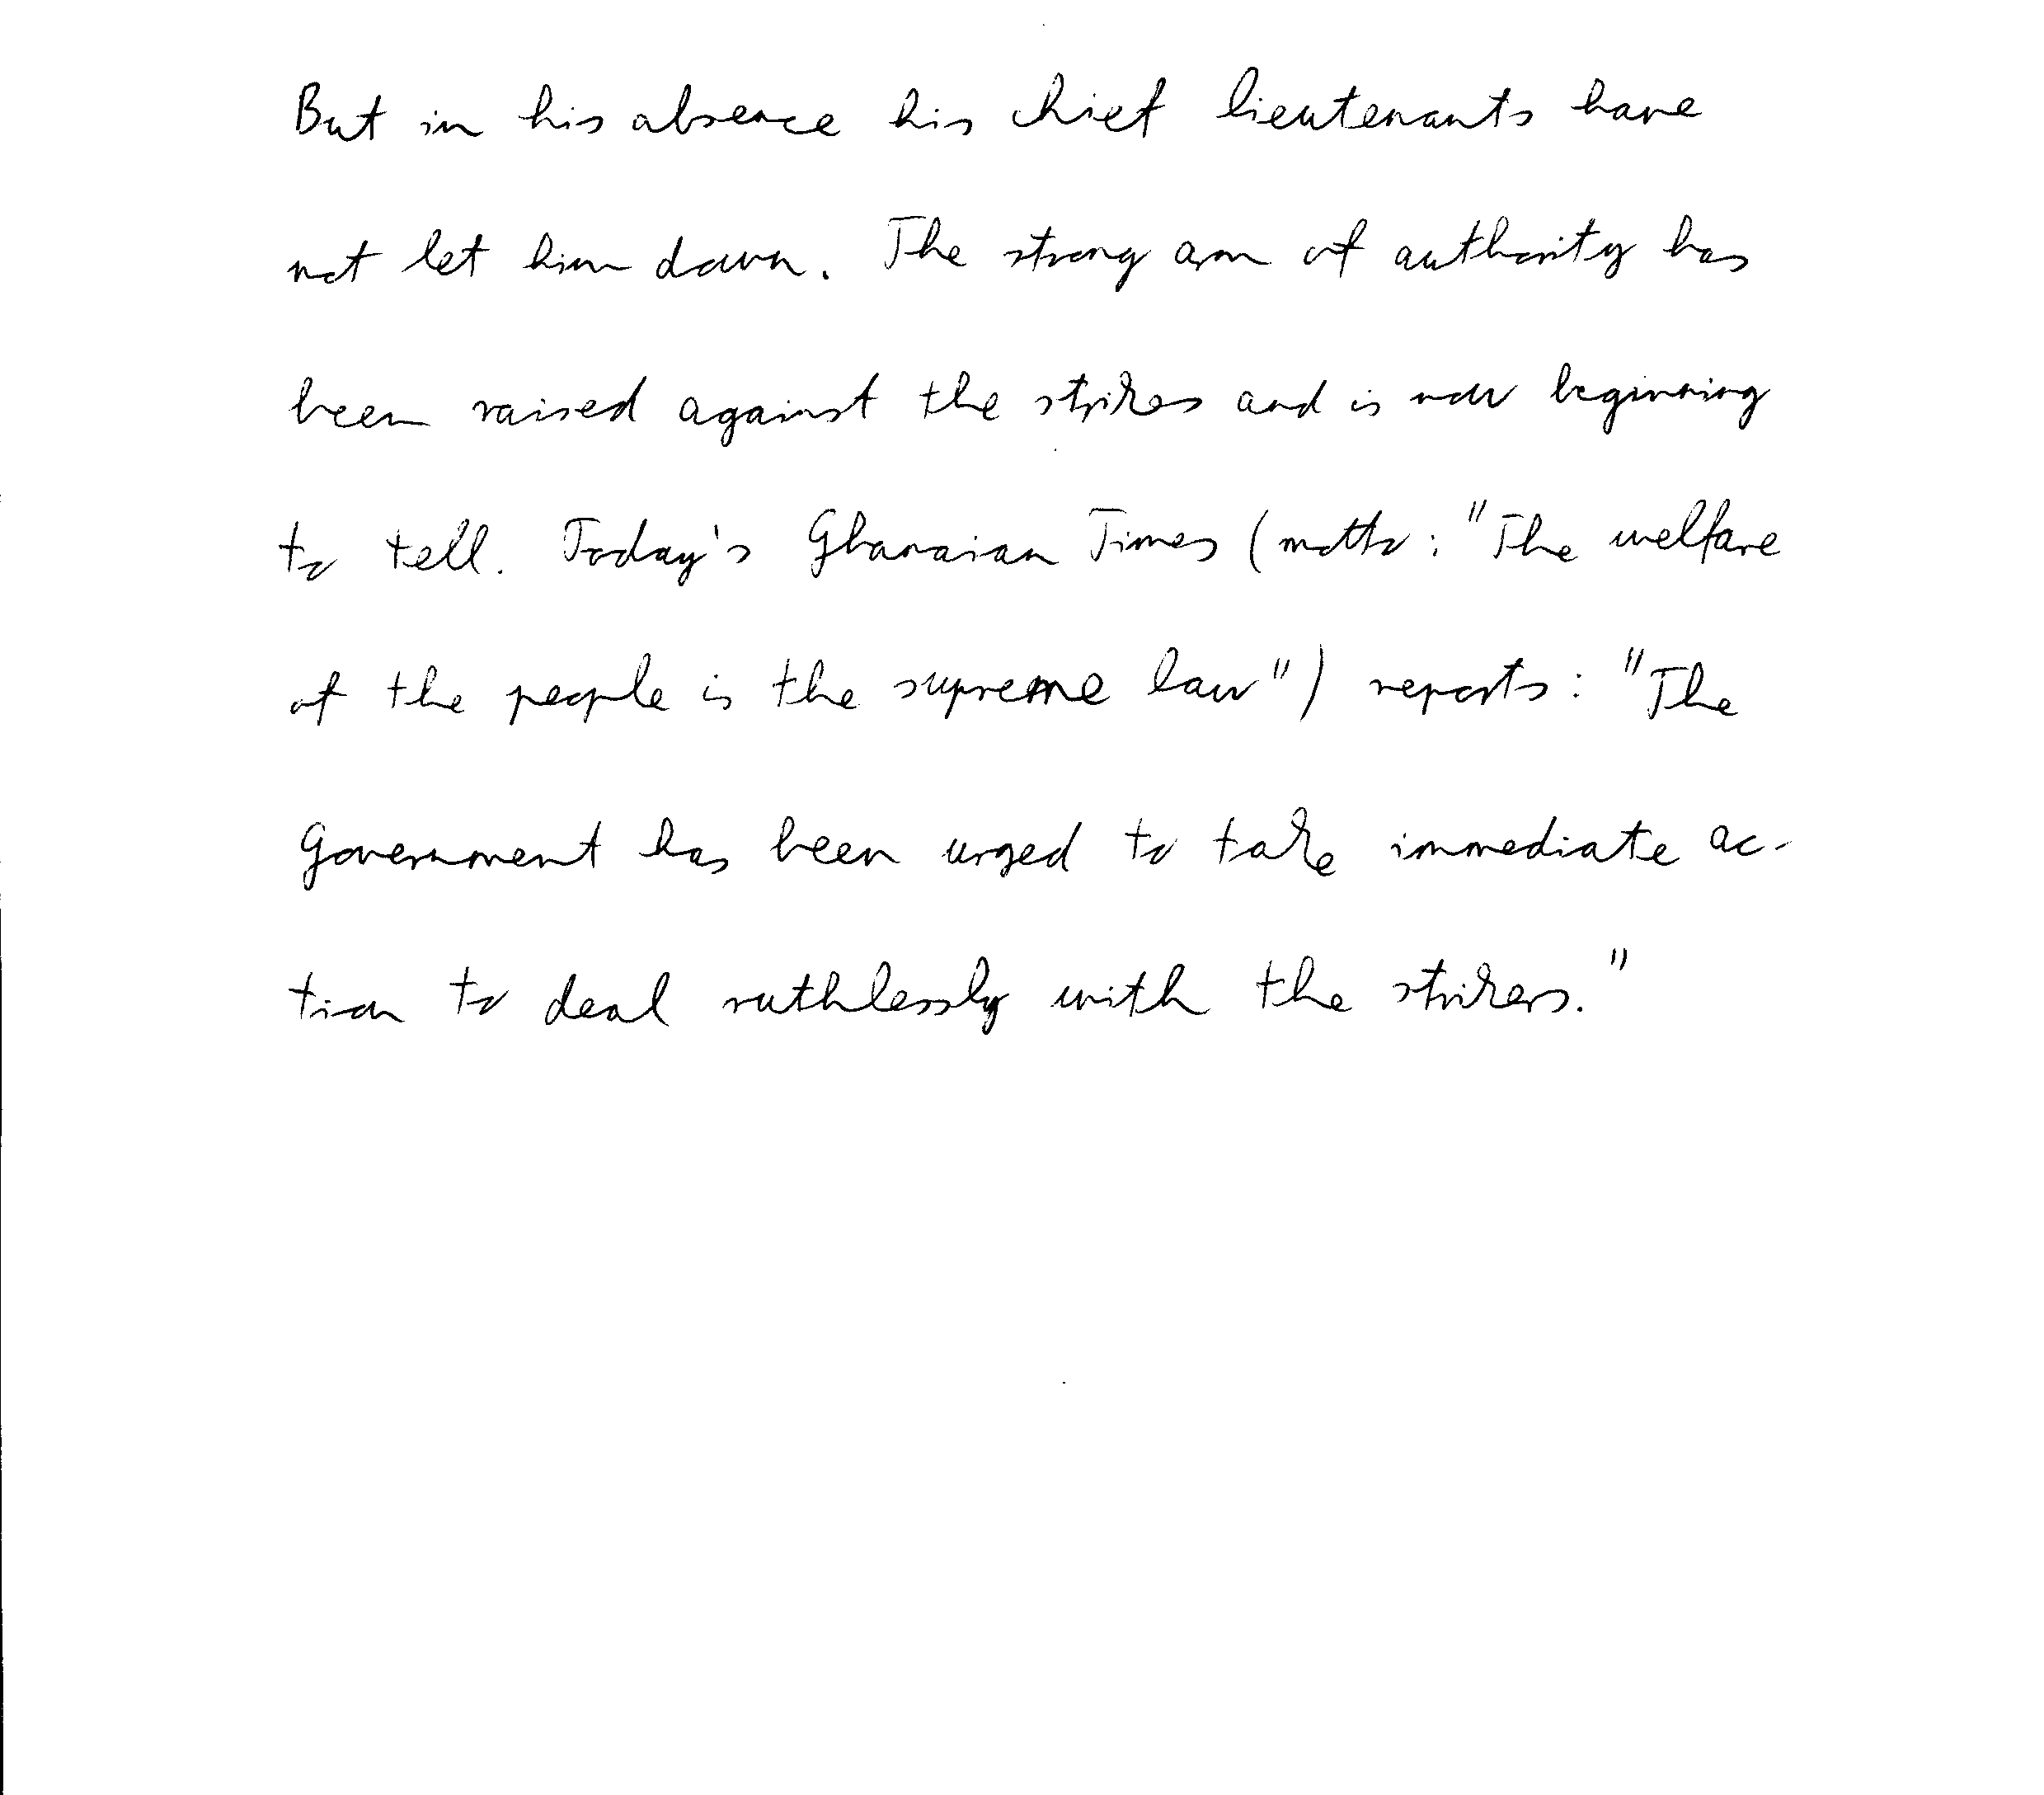 But in his absence his chief lieutenants have
not let him down. The strong arm of authority has
been raised against the strikes and is now beginning
to tell. Today's Ghanaian Times (motto: "The welfare
of the people is the supreme law") reports: "The
Government has been urged to take immediate ac-
tion to deal ruthlessly with the strikers."